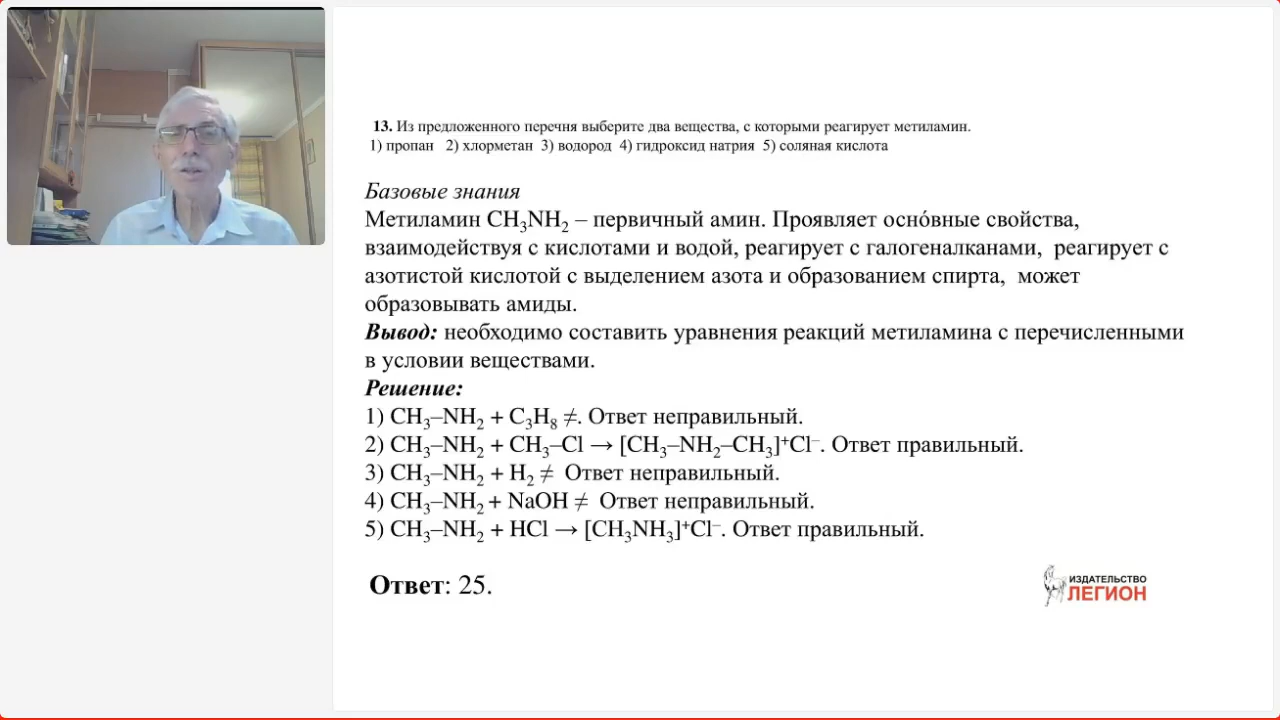 13. Из предложенного перечня выберите два вещества, с которыми реагирует метиламин.
1) пропан 2) хлорметан 3) водород 4) гидроксид натрия 5) соляная кислота
Базовые знания
Метиламин CH₃NH₂ – первичный амин. Проявляет оснóвные свойства,
взаимодействуя с кислотами и водой, реагирует с галогеналканами, реагирует с
азотистой кислотой с выделением азота и образованием спирта, может
образовывать амиды.
Вывод: необходимо составить уравнения реакций метиламина с перечисленными
в условии веществами.
Решение:
1) CH₃–NH₂ + C₃H₈ ≠. Ответ неправильный.
2) CH₃–NH₂ + CH₃–Cl → [CH₃–NH₂–CH₃]⁺Cl⁻. Ответ правильный.
3) CH₃–NH₂ + H₂ ≠ Ответ неправильный.
4) CH₃–NH₂ + NaOH ≠ Ответ неправильный.
5) CH₃–NH₂ + HCl → [CH₃NH₃]⁺Cl⁻. Ответ правильный.
Ответ: 25.
ИЗДАТЕЛЬСТВО
ЛЕГИОН